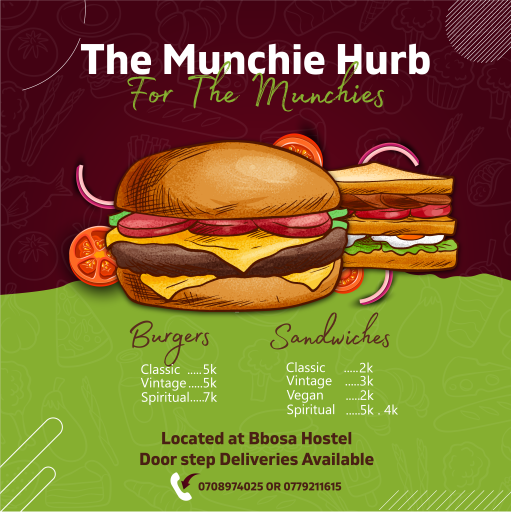 The Munchie Hurb
For The Munchies
Burgers
Classic .....5k
Vintage.....5k
Spiritual.....7k
Sandwiches
Classic .....2k
Vintage .....3k
Vegan .....2k
Spiritual .....5k . 4k
Located at Bbosa Hostel
Door step Deliveries Available
0708974025 OR 0779211615